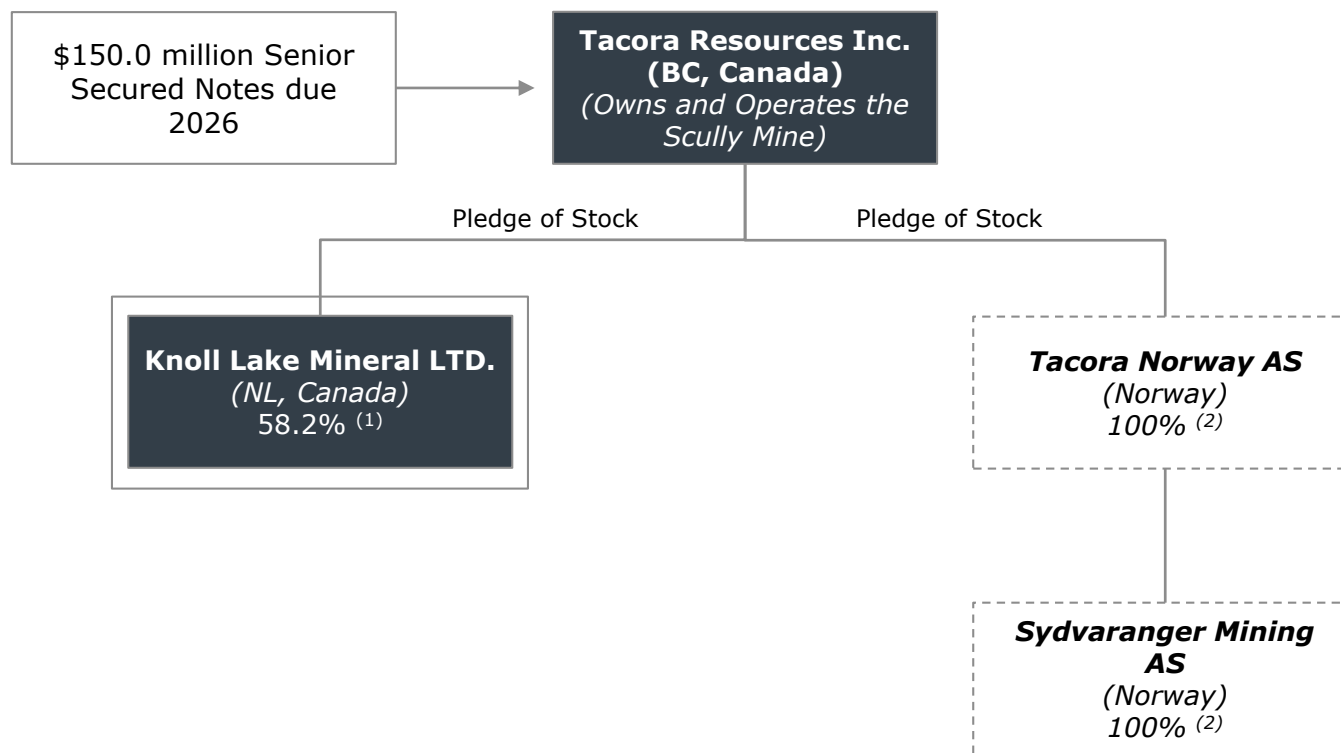 $150.0 million Senior
Secured Notes due
2026
Tacora Resources Inc.
(BC, Canada)
(Owns and Operates the
Scully Mine)
Pledge of Stock
Pledge of Stock
Knoll Lake Mineral LTD.
(NL, Canada)
58.2% (1)
Tacora Norway AS
(Norway)
100% (2)
Sydvaranger Mining
AS
(Norway)
100% (2)